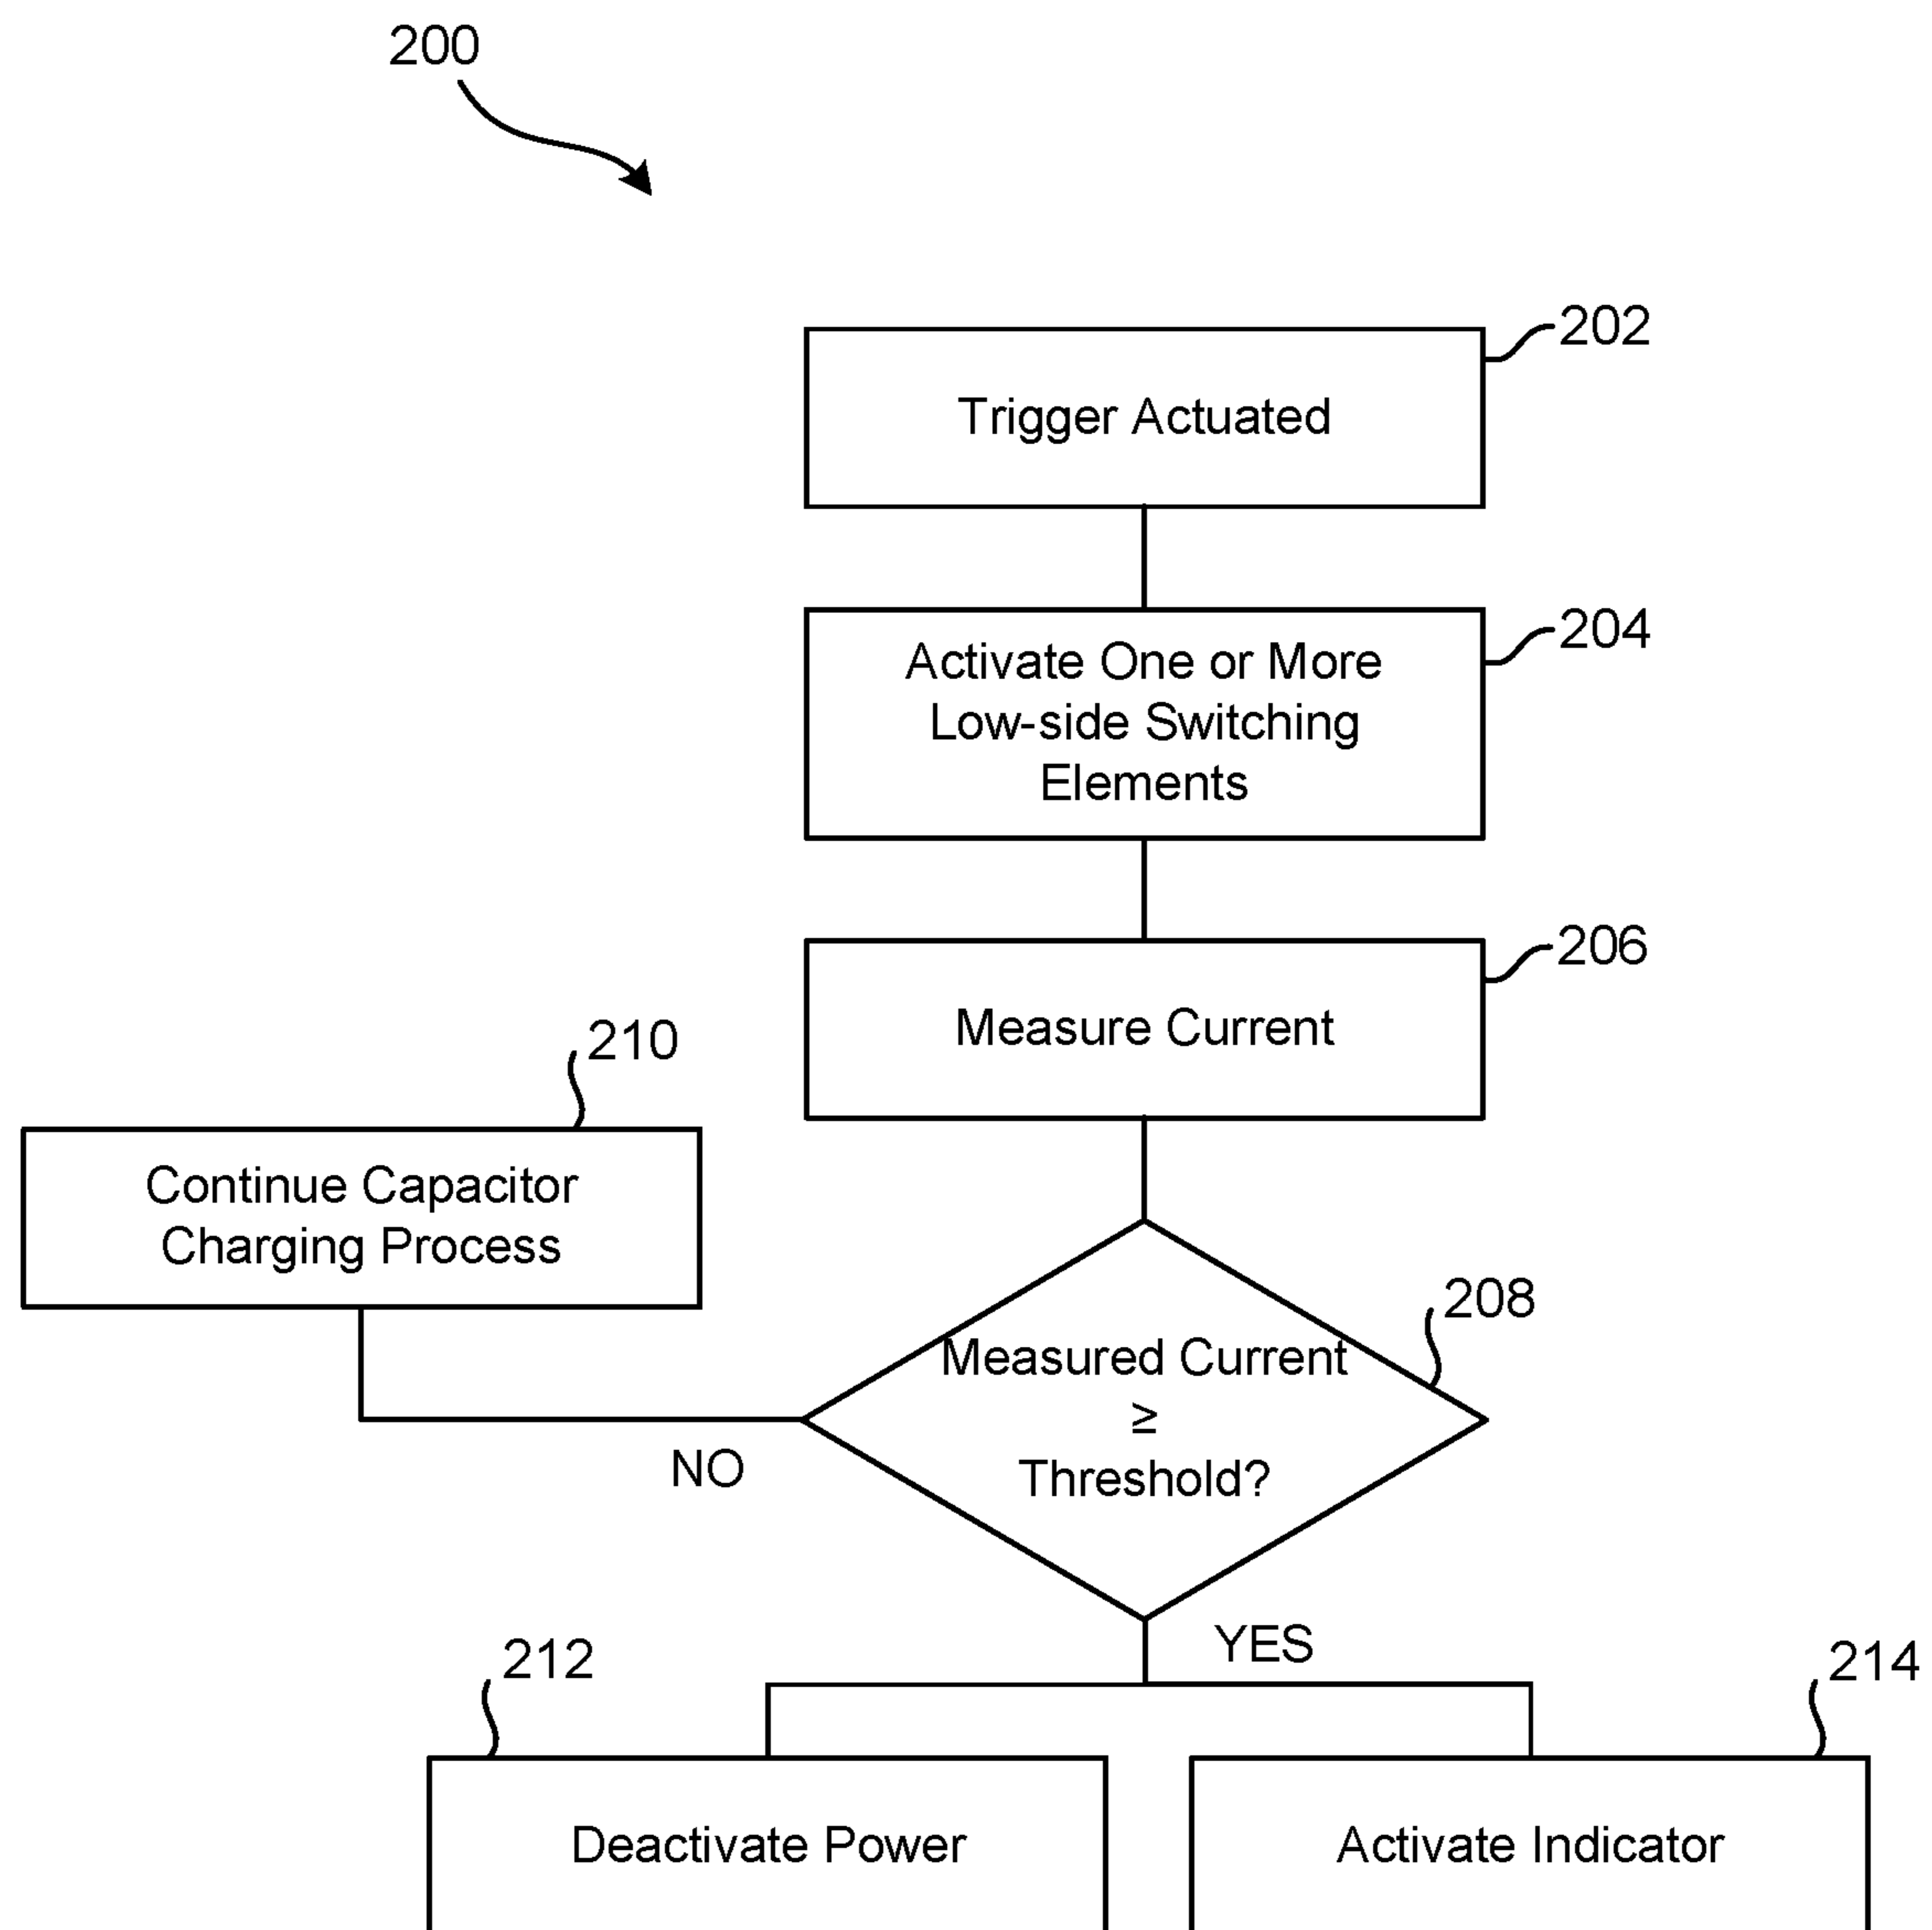 200
202
Trigger Actuated
204
Activate One or More
Low-side Switching
Elements
206
Measure Current
210
Continue Capacitor
Charging Process
208
Measured Current
≥
Threshold?
NO
YES
212
214
Deactivate Power
Activate Indicator